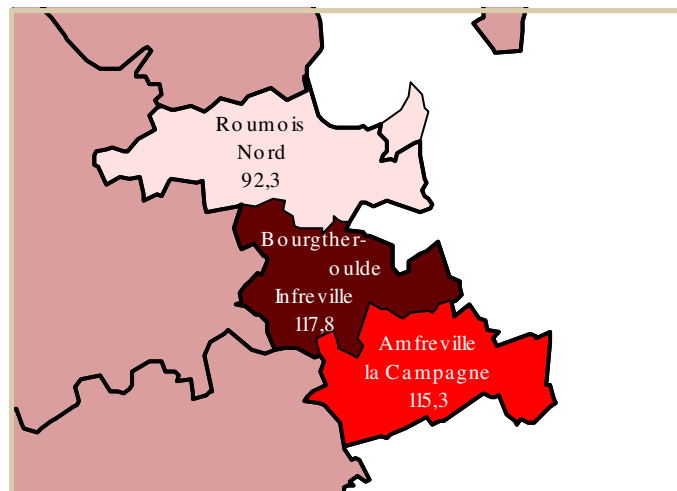 Roumois
Nord
92,3
Bourgther-
oulde
Infreville
117,8
Amfreville
la Campagne
115,3